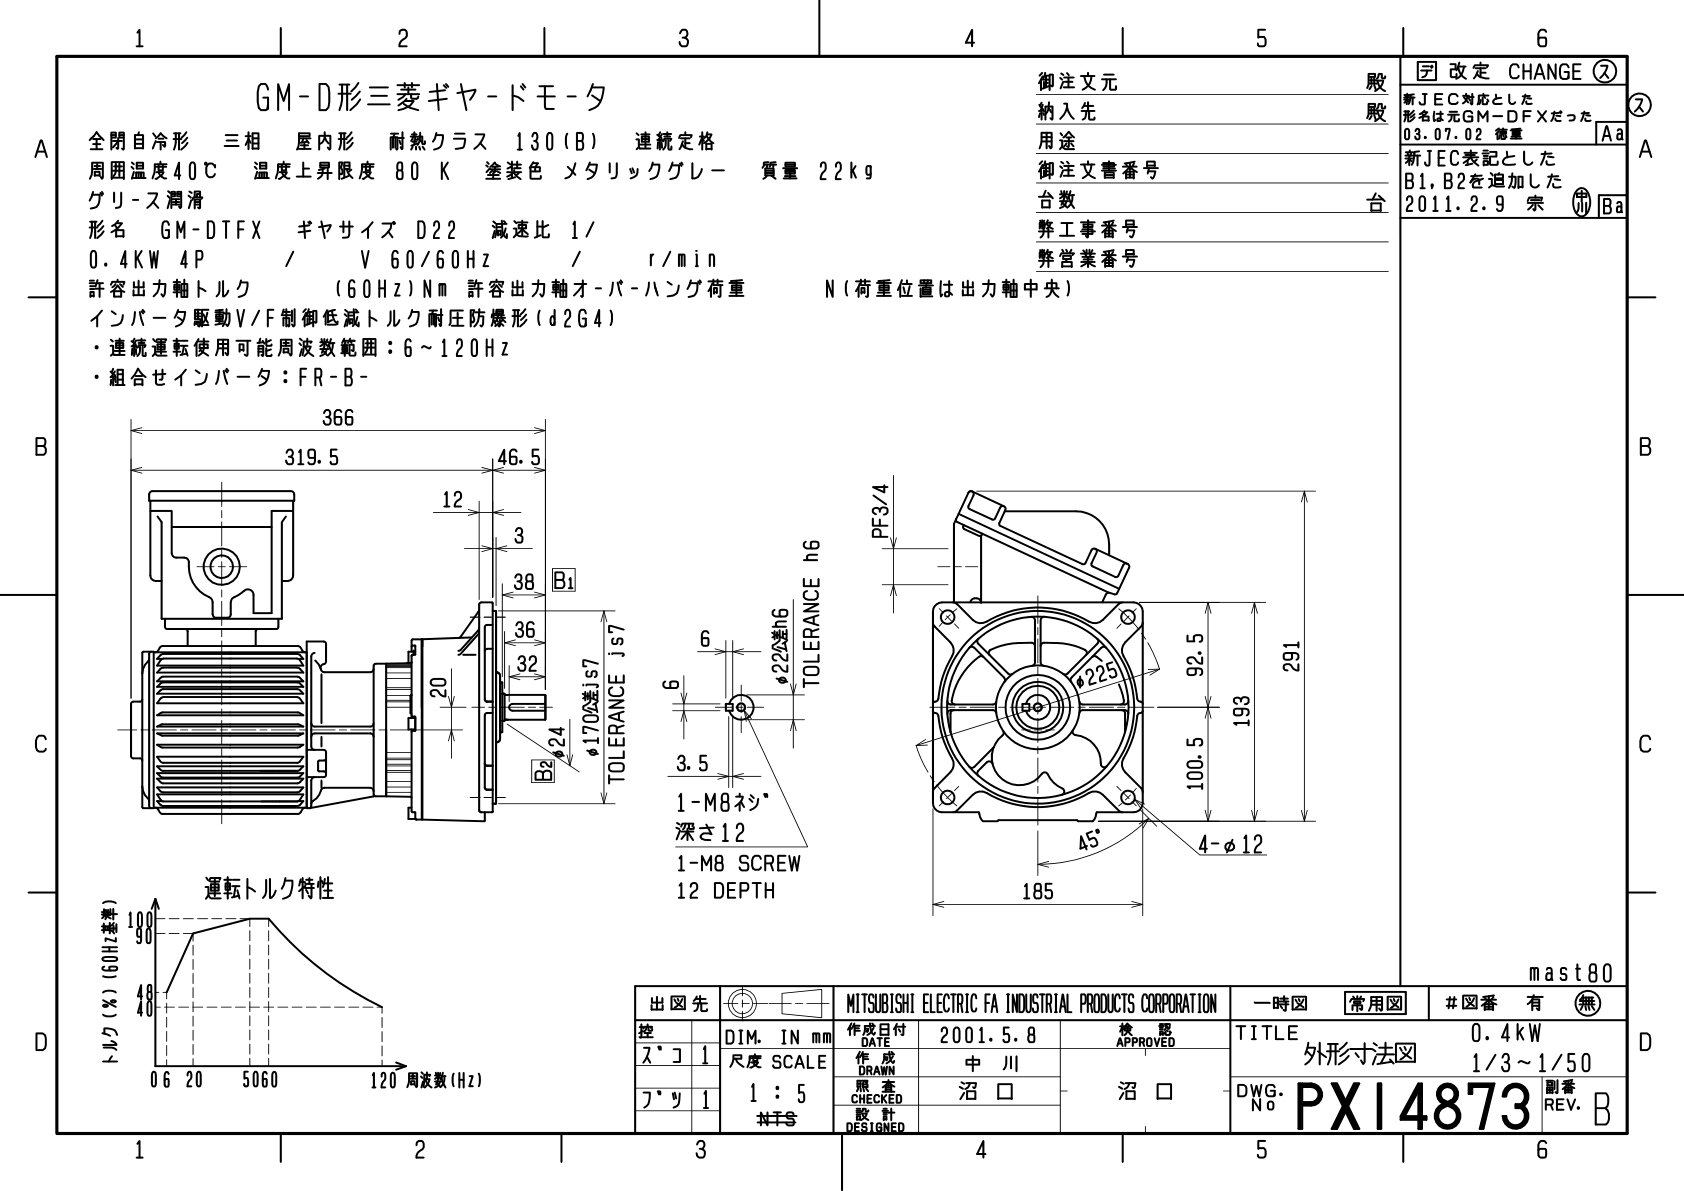 1 2 3 4 5 6
GM-D形三菱ギヤードモータ
全閉自冷形 三相 屋内形 耐熱クラス 130(B) 連続定格
周囲温度40℃ 温度上昇限度 80 K 塗装色 メタリックグレー 質量 22kg
グリース潤滑
形名 GM-DTFX ギヤサイズ D22 減速比 1/
0.4KW 4P / V 60/60Hz / r/min
許容出力軸トルク (60Hz)Nm 許容出力軸オーバーハング荷重 N(荷重位置は出力軸中央)
インバータ駆動V/F制御低減トルク耐圧防爆形(d2G4)
・連続運転使用可能周波数範囲:6~120Hz
・組合せインバータ:FR-B-
御注文元 殿
納入先 殿
用途
御注文書番号
台数 台
弊工事番号
弊営業番号
デ 改定 CHANGE ス
新JEC対応とした
形名は元GM-DFXだった
03.07.02 徳重 Aa
ス
新JEC表記とした
B1,B2を追加した
2011.2.9 宗 Ba
A
B
C
D
A
B
C
D
366
319.5
46.5
12
3
38
B1
36
32
20
φ24
B2
φ170公差js7
TOLERANCE js7
6
6
3.5
φ22公差h6
TOLERANCE h6
1-M8ネジ
深さ12
1-M8 SCREW
12 DEPTH
PF3/4
φ225
92.5
100.5
193
291
45°
4-φ12
185
運転トルク特性
トルク(%)(60Hz基準)
100
90
48
40
0 6 20 50 60 120 周波数(Hz)
mast80
出図先
控
ズコ 1
ブツ 1
MITSUBISHI ELECTRIC FA INDUSTRIAL PRODUCTS CORPORATION
一時図 常用図
#図番 有 無
DIM. IN mm
尺度 SCALE
1 : 5
NTS
作成日付
DATE
2001.5.8
作成
DRAWN
中川
照査
CHECKED
沼口
設計
DESIGNED
検認
APPROVED
沼口
TITLE
外形寸法図
0.4kW
1/3~1/50
DWG.
No
PX14873
副番
REV.
B
1 2 3 4 5 6